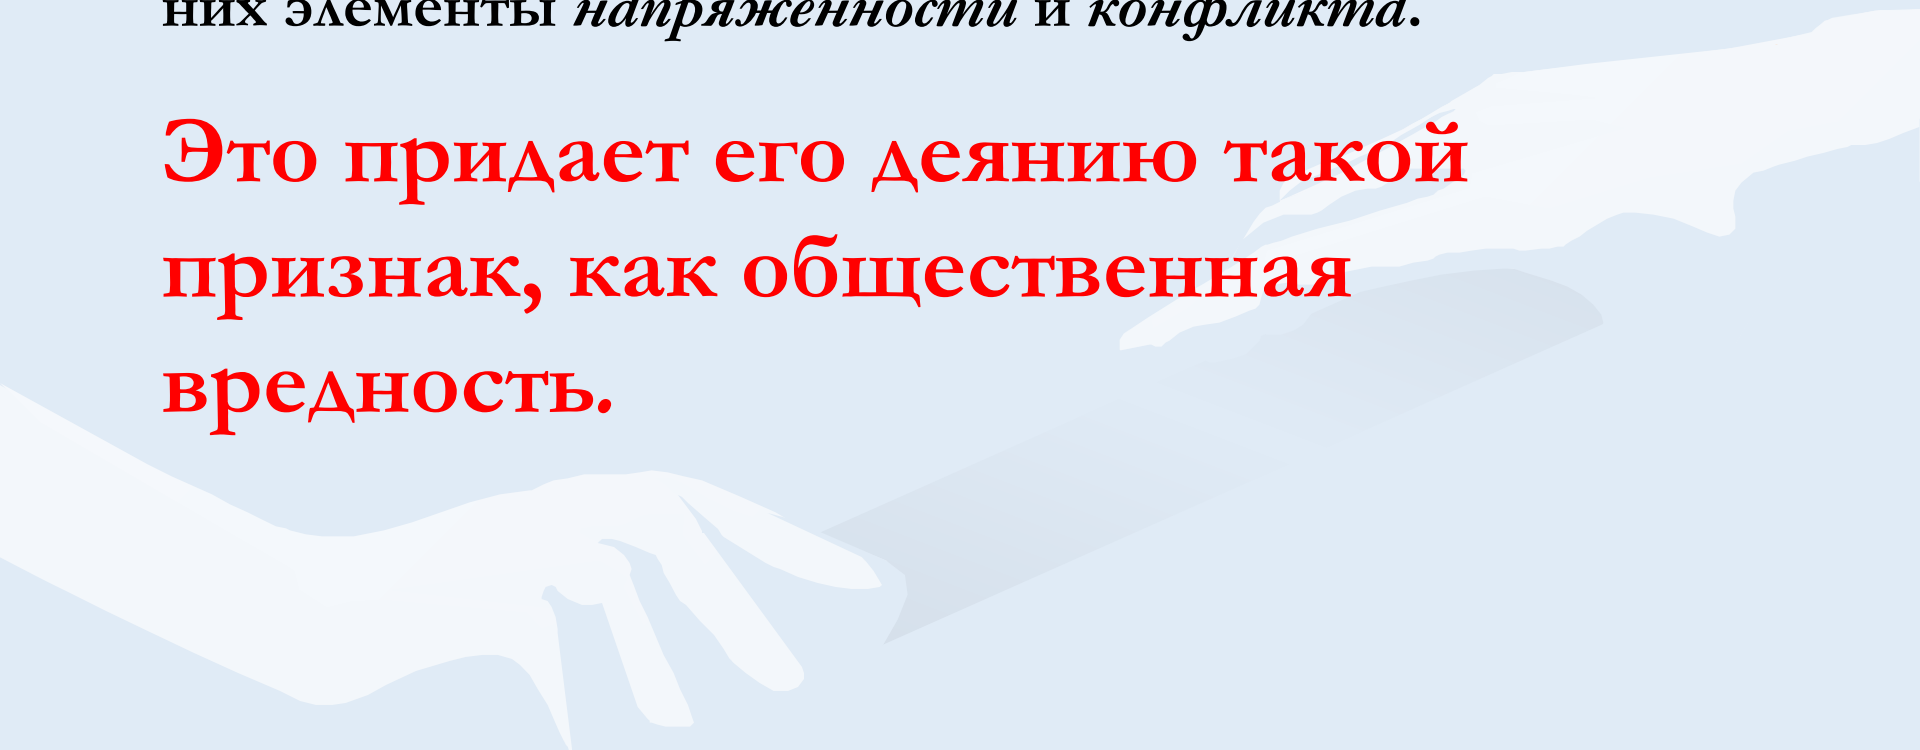 них элементы напряженности и конфликта.
Это придает его деянию такой
признак, как общественная
вредность.